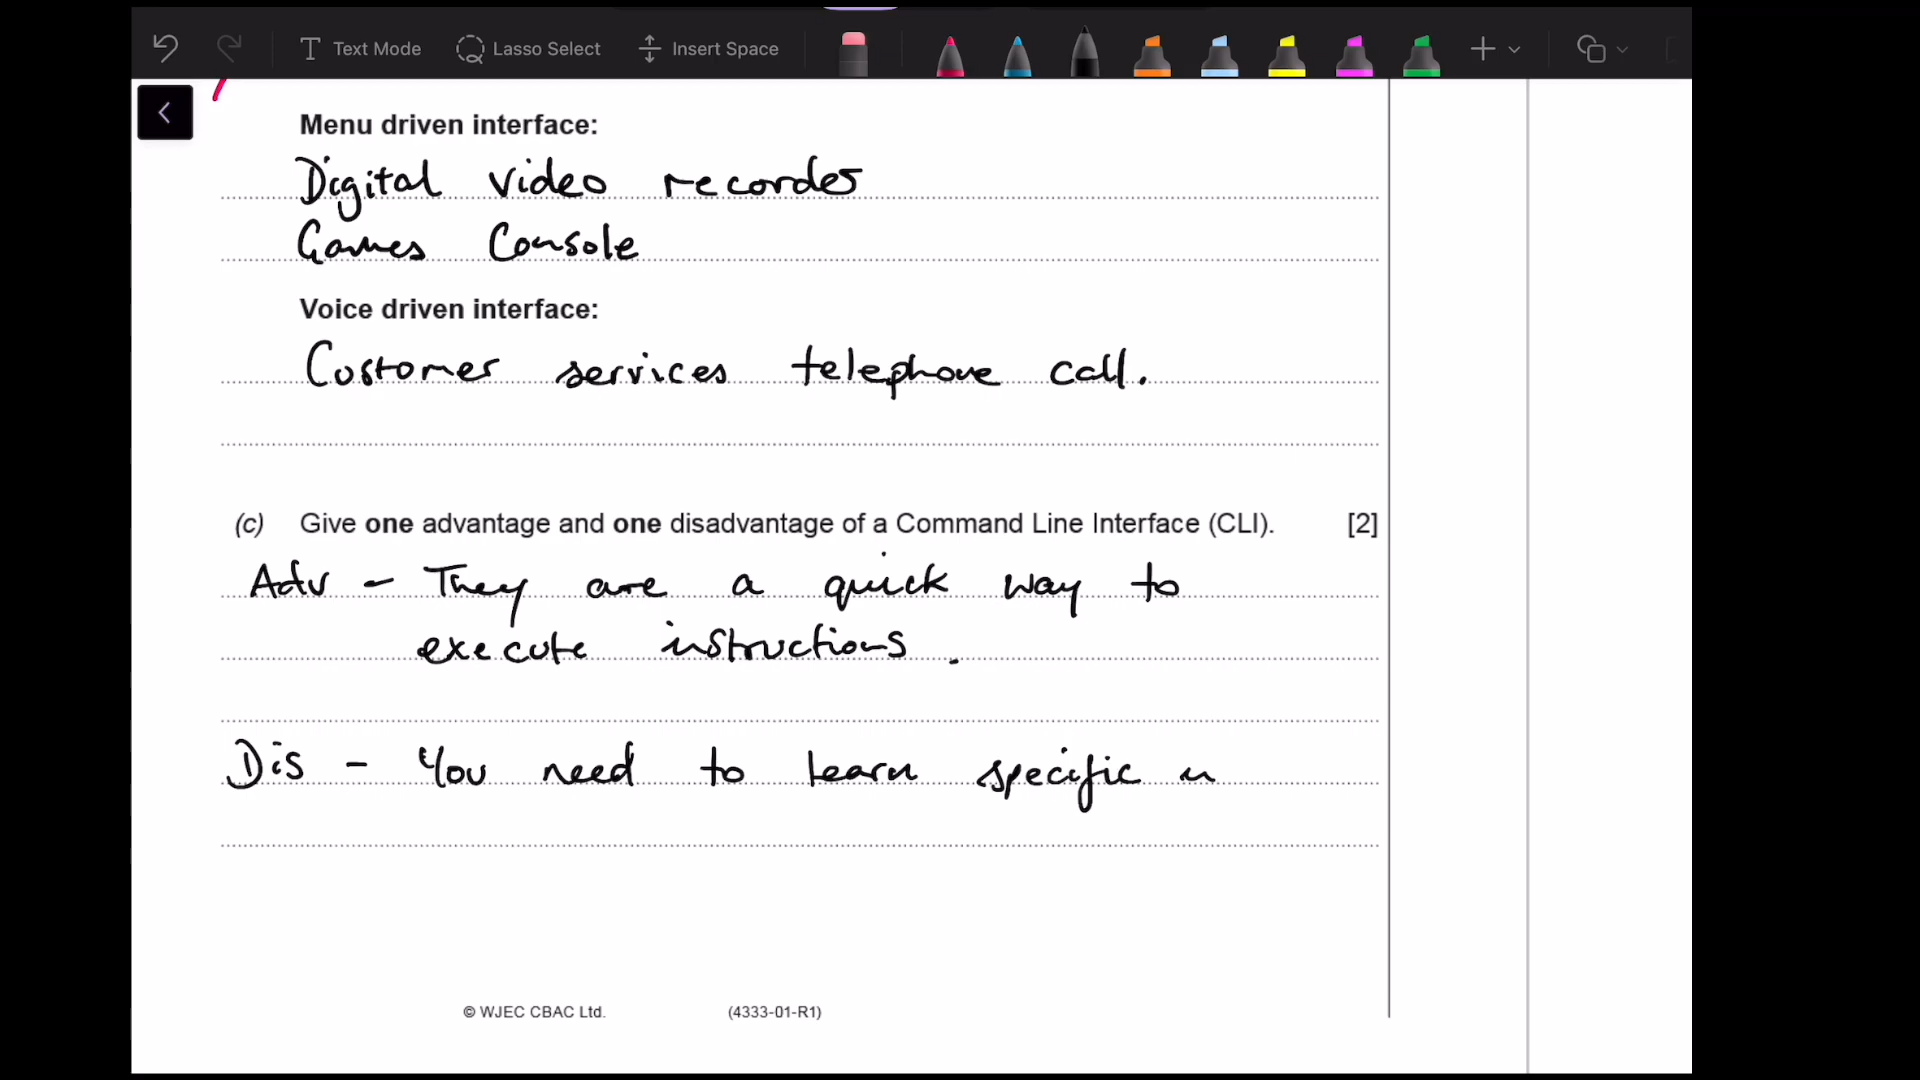 Text Mode Lasso Select Insert Space
Menu driven interface:
Digital video recorder
Games Console
Voice driven interface:
Customer services telephone call.
(c) Give one advantage and one disadvantage of a Command Line Interface (CLI). [2]
Adv - They are a quick way to
execute instructions.
Dis - You need to learn specific
© WJEC CBAC Ltd. (4333-01-R1)